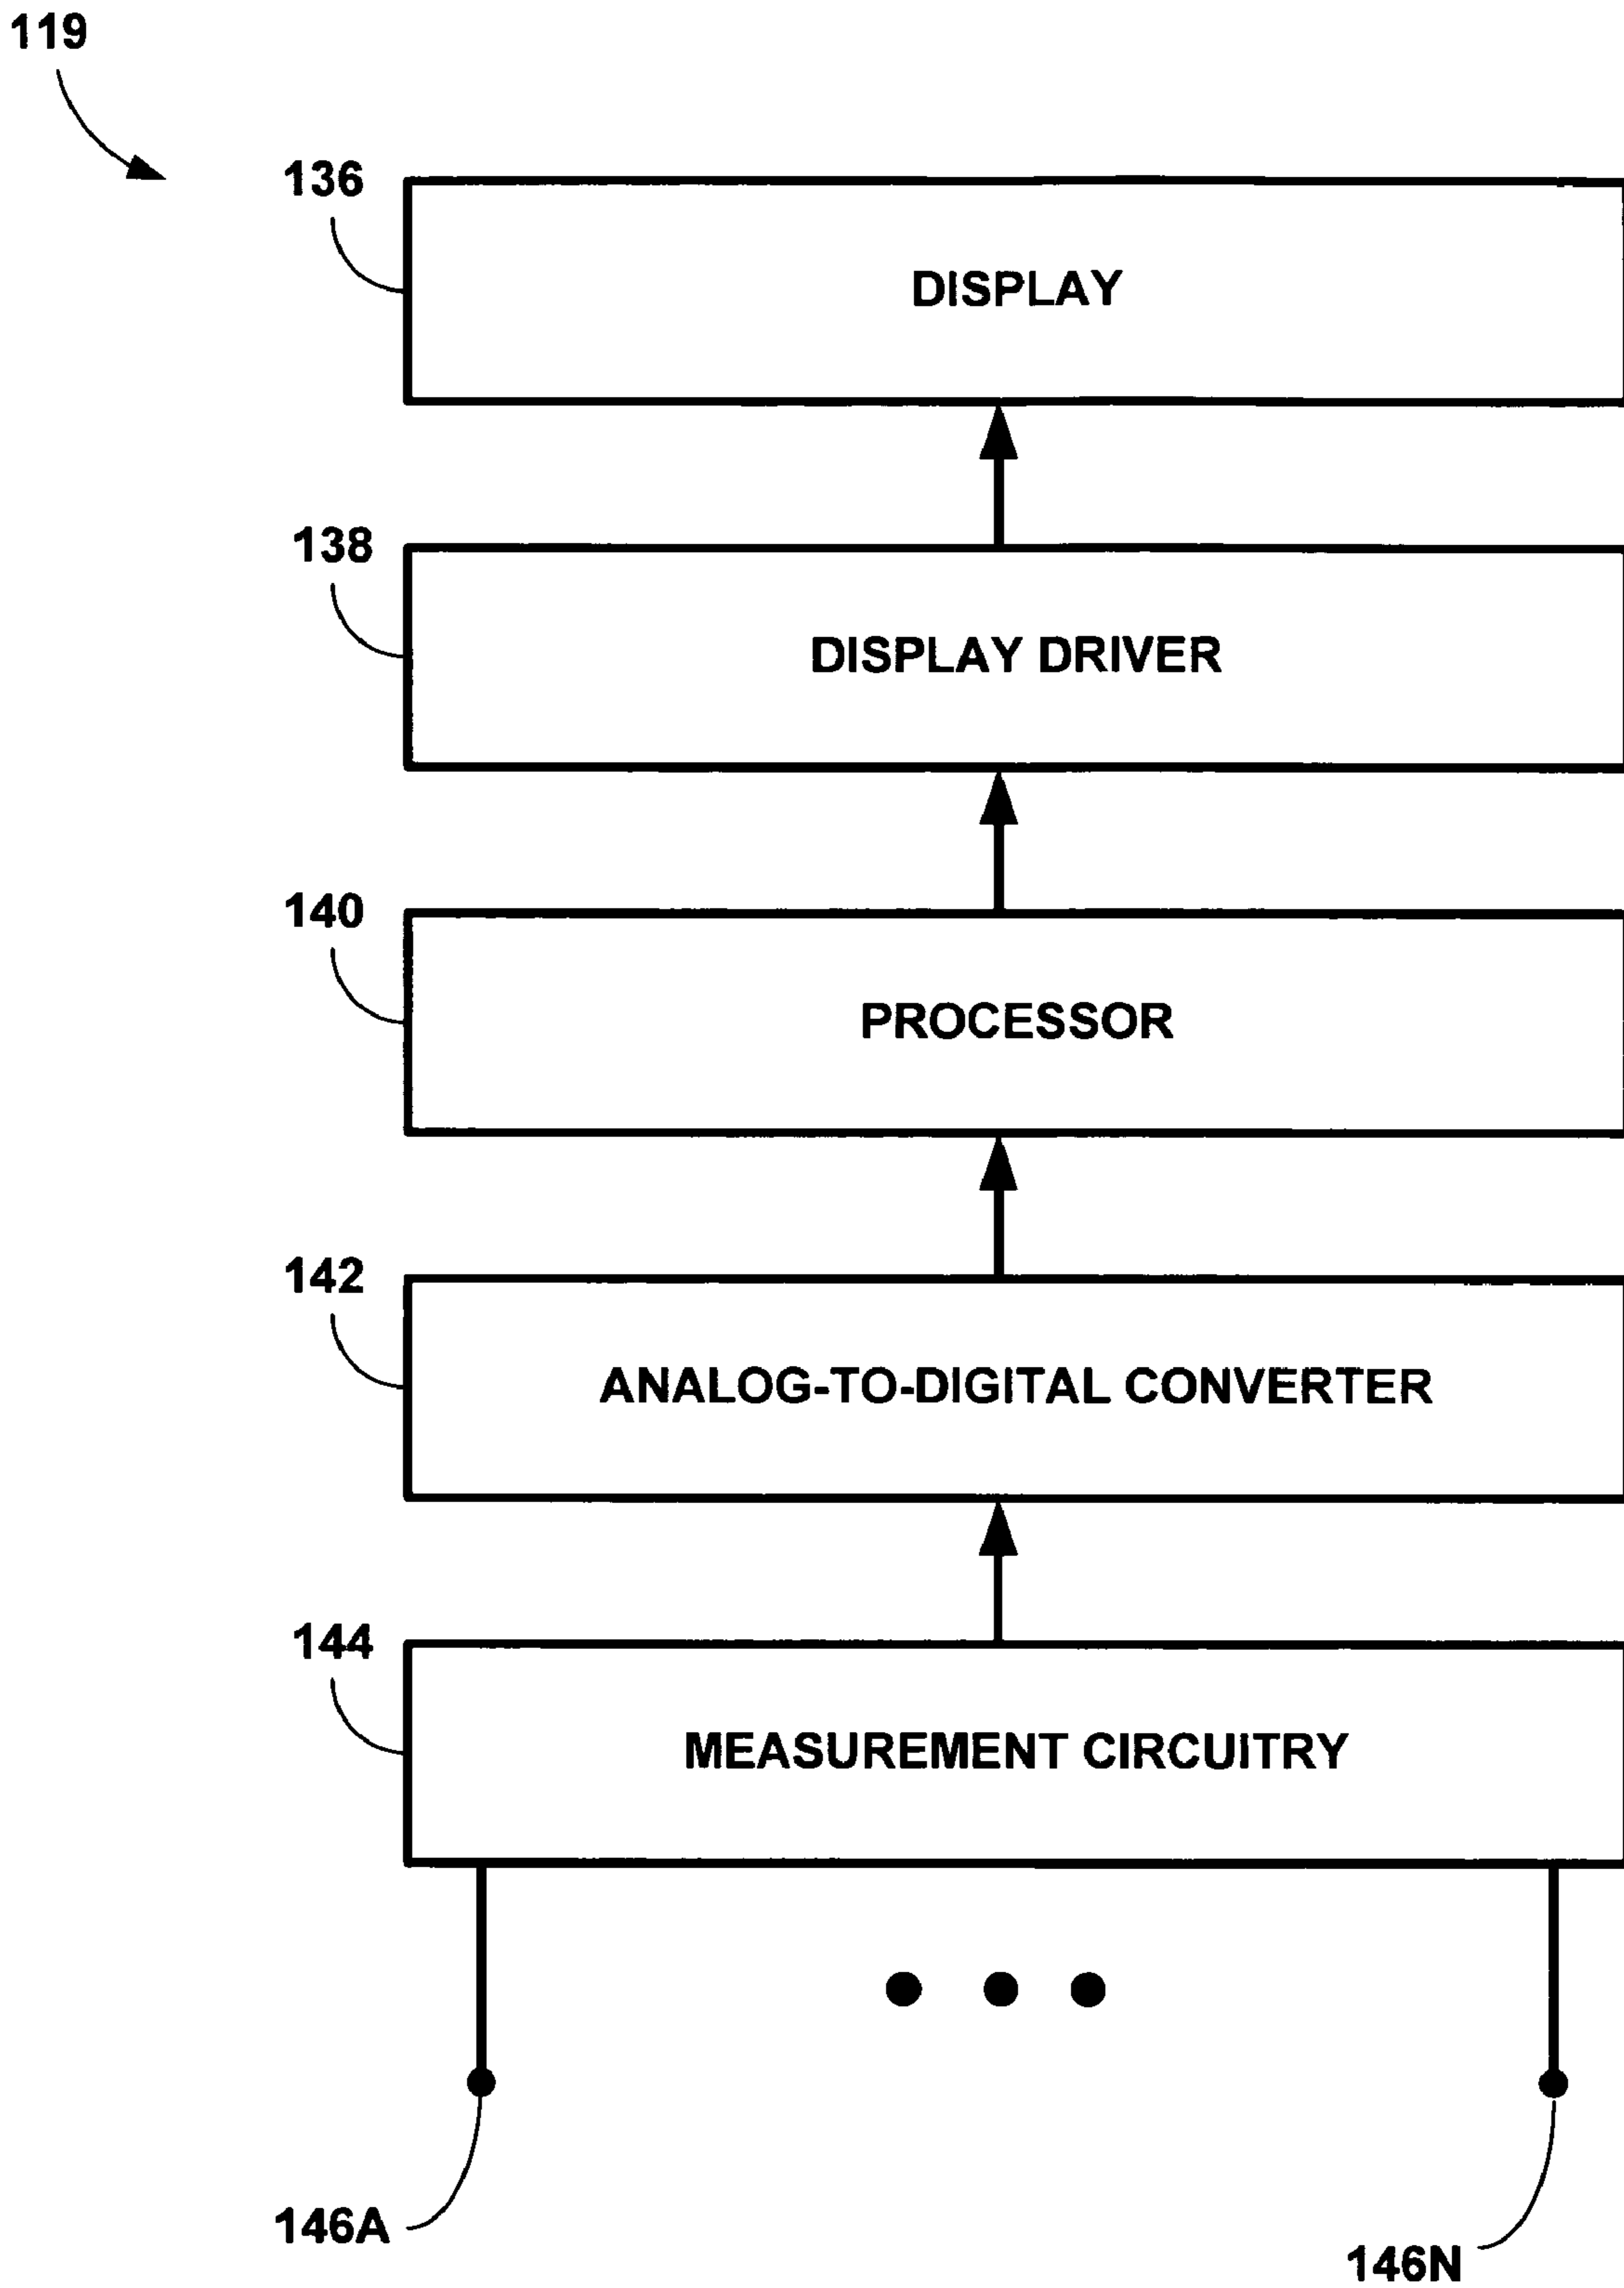 119
136
DISPLAY
138
DISPLAY DRIVER
140
PROCESSOR
142
ANALOG-TO-DIGITAL CONVERTER
144
MEASUREMENT CIRCUITRY
146A
146N